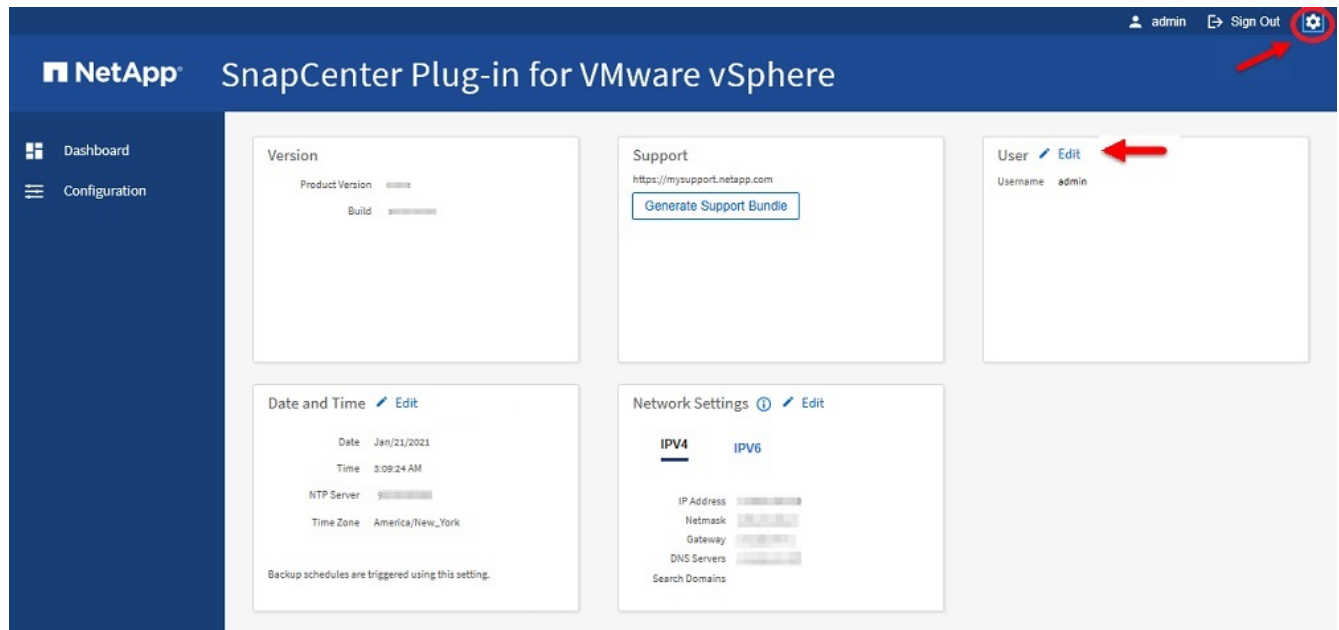 admin Sign Out
NetApp® SnapCenter Plug-in for VMware vSphere
Dashboard
Configuration
Version
Product Version
Build
Support
https://mysupport.netapp.com
Generate Support Bundle
User Edit
Username admin
Date and Time Edit
Date Jan/21/2021
Time 3:09:24 AM
NTP Server
Time Zone America/New_York
Backup schedules are triggered using this setting.
Network Settings Edit
IPV4 IPV6
IP Address
Netmask
Gateway
DNS Servers
Search Domains